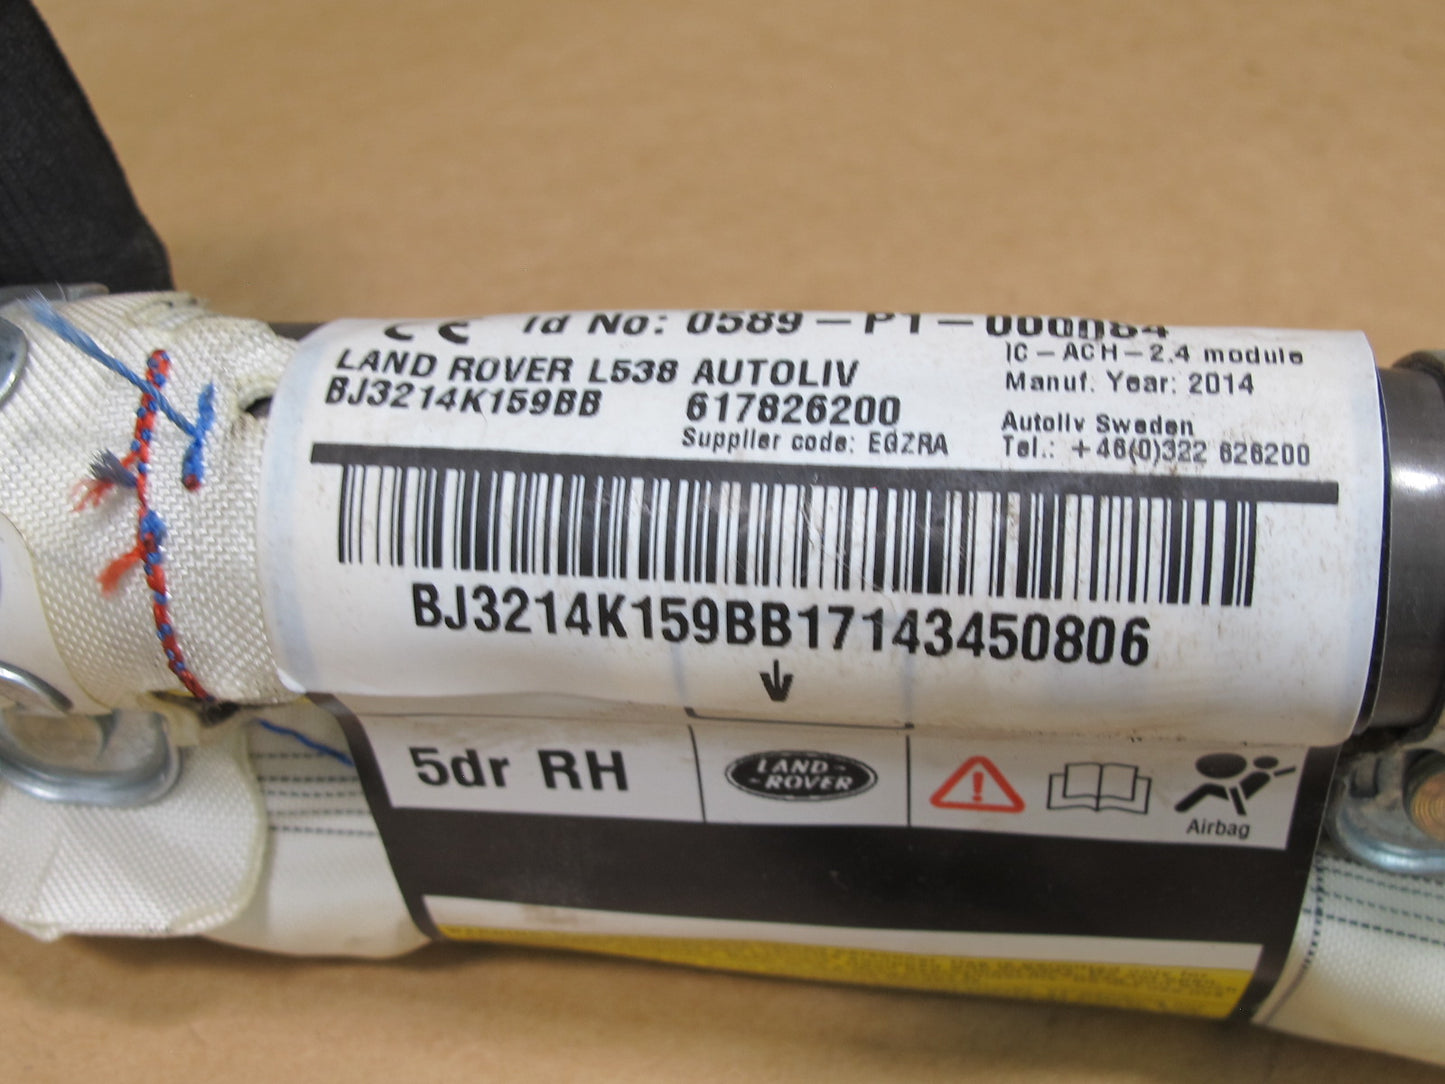 CE Id No: 0589-P1-000084
IC-ACH-2.4 module
LAND ROVER L538 AUTOLIV
Manuf. Year: 2014
BJ3214K159BB 617826200
Autoliv Sweden
Supplier code: EGZRA
Tel.: +46(0)322 626200
BJ3214K159BB17143450806
5dr RH
LAND-
ROVER
Airbag